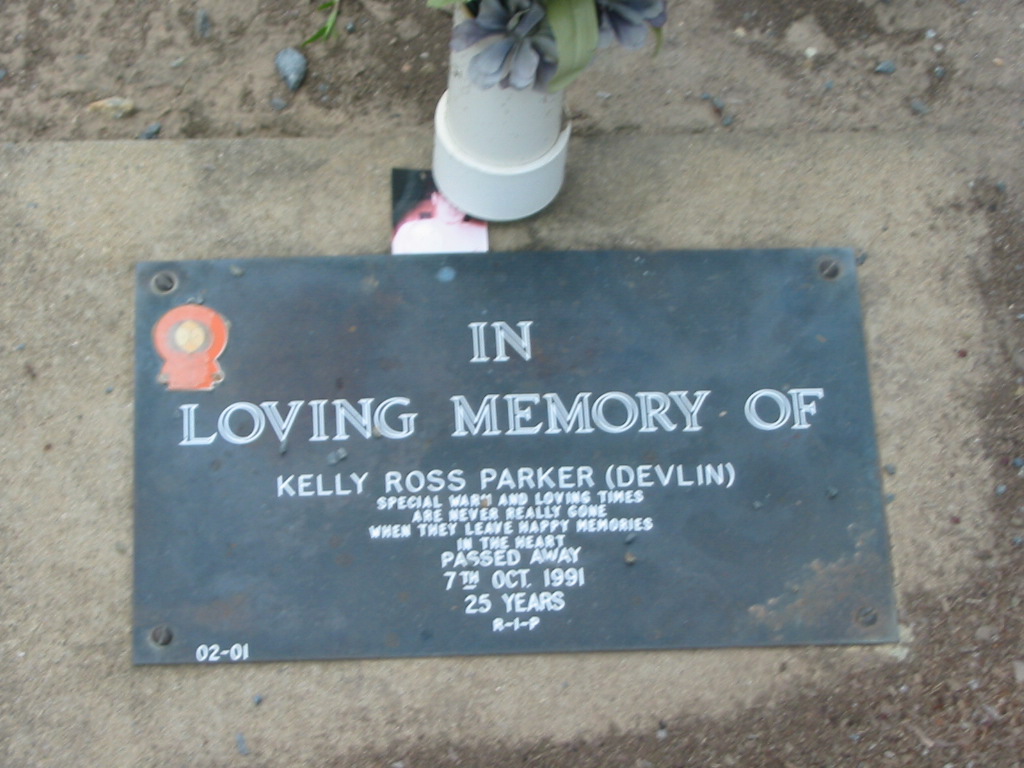 IN
LOVING MEMORY OF
KELLY ROSS PARKER (DEVLIN)
SPECIAL WARM AND LOVING TIMES
ARE NEVER REALLY GONE
WHEN THEY LEAVE HAPPY MEMORIES
IN THE HEART
PASSED AWAY
7TH OCT. 1991
25 YEARS
R-I-P
02-01